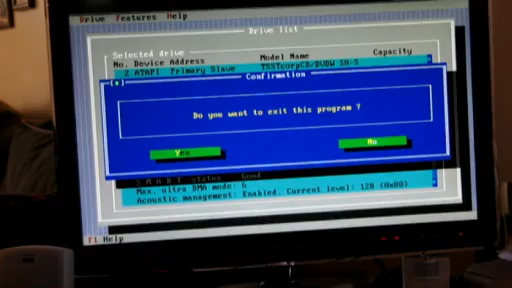 Drive Features Help
Drive list
Selected drive
No. Device Address Model Name Capacity
2 ATAPI Primary Slave TSSTcorpCD/DVDW SH-S
Confirmation
Do you want to exit this program ?
Yes No
S.M.A.R.T status Good
Max. ultra DMA mode: 6
Acoustic management: Enabled. Current level: 128 (0x80)
F1 Help